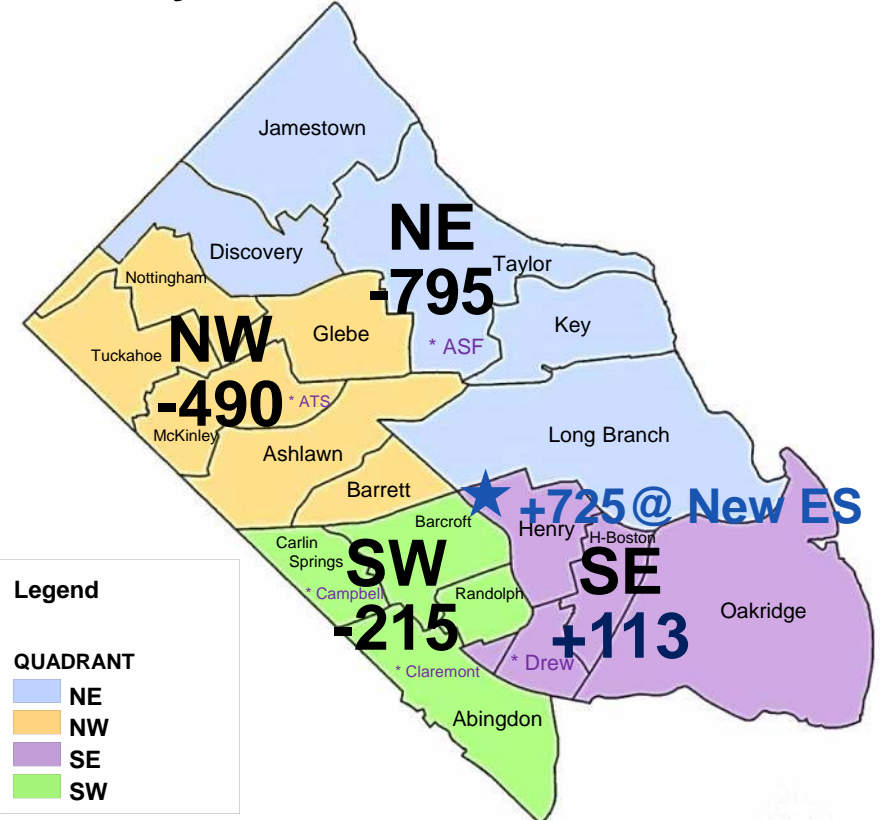 Jamestown
NE
Discovery
Taylor
Nottingham
-795
Key
Glebe
NW
* ASF
Tuckahoe
-490
* ATS
McKinley
Long Branch
Ashlawn
Barrett
+725@ New ES
Barcroft
Henry
H-Boston
Carlin
Springs
SW
SE
* Campbell
Randolph
Oakridge
-215
+113
* Drew
* Claremont
Abingdon
Legend
QUADRANT
NE
NW
SE
SW